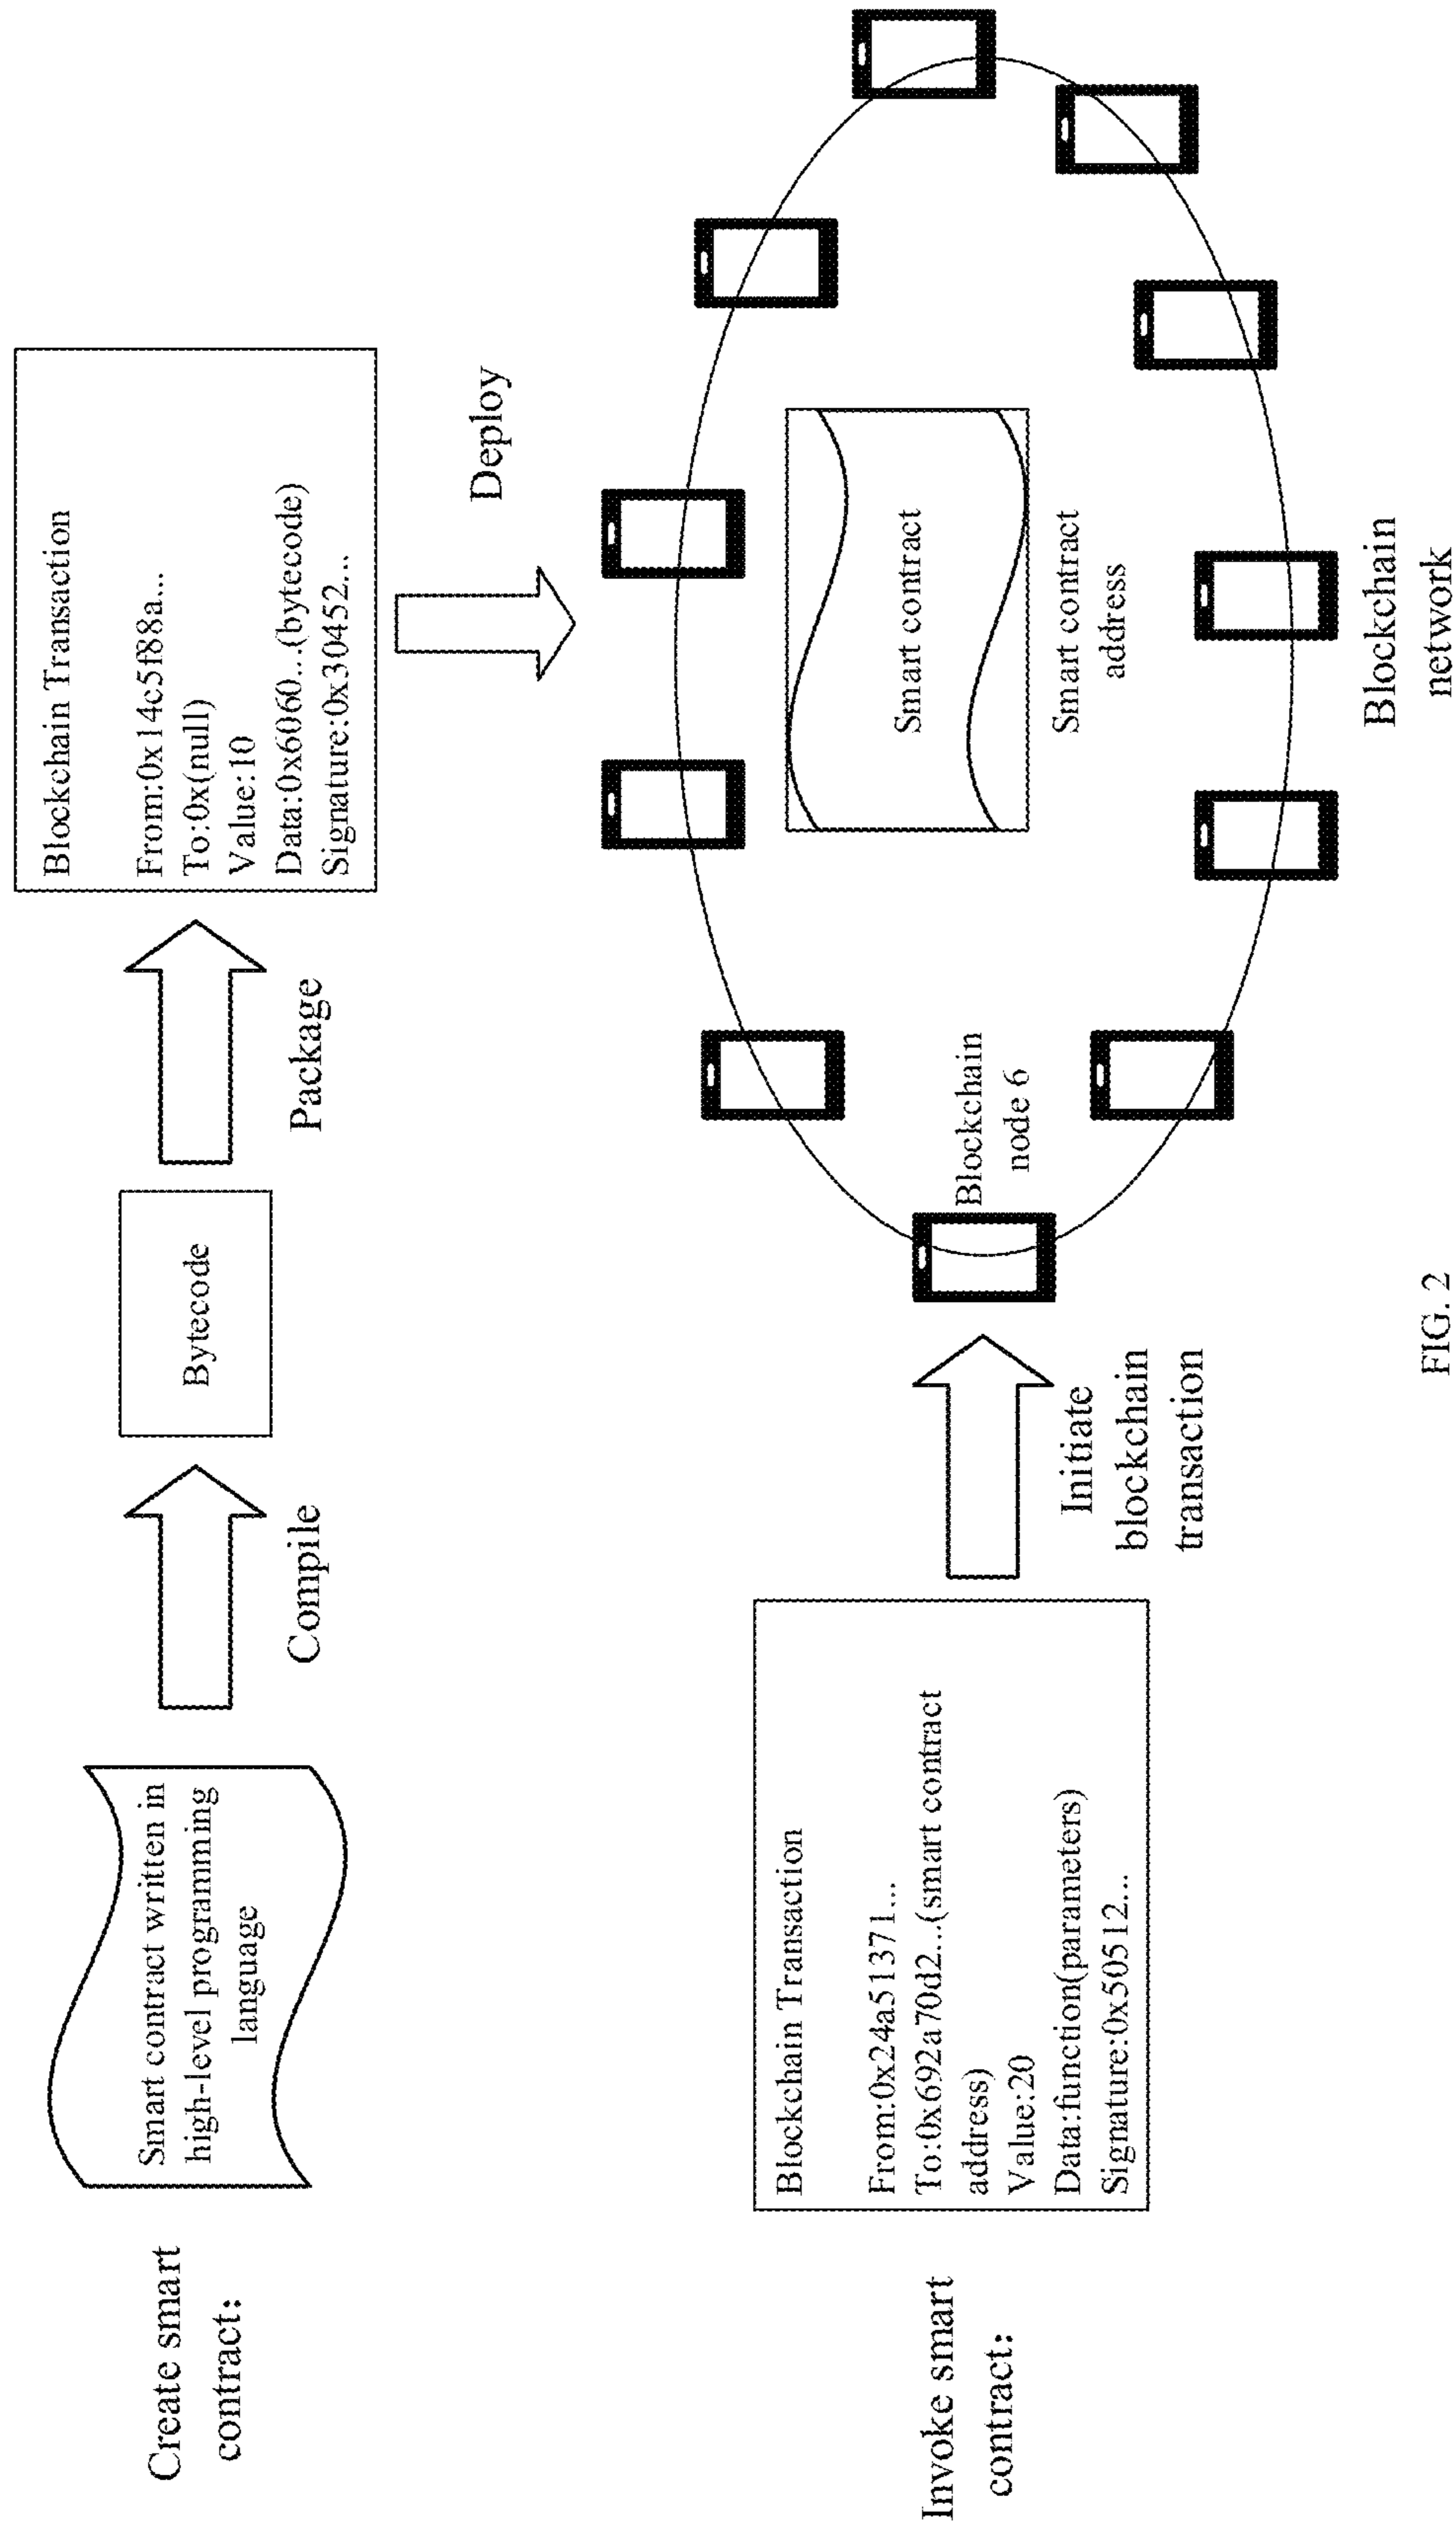 Create smart
contract:
Smart contract written in
high-level programming
language
Compile
Bytecode
Package
Blockchain Transaction
From:0x14c5f88a...
To:0x(null)
Value:10
Data:0x6060...(bytecode)
Signature:0x30452...
Deploy
Invoke smart
contract:
Blockchain Transaction
From:0x24a51371...
To:0x692a70d2...(smart contract
address)
Value:20
Data:function(parameters)
Signature:0x50512...
Initiate
blockchain
transaction
Blockchain
node 6
Smart contract
Smart contract
address
Blockchain
network
FIG. 2